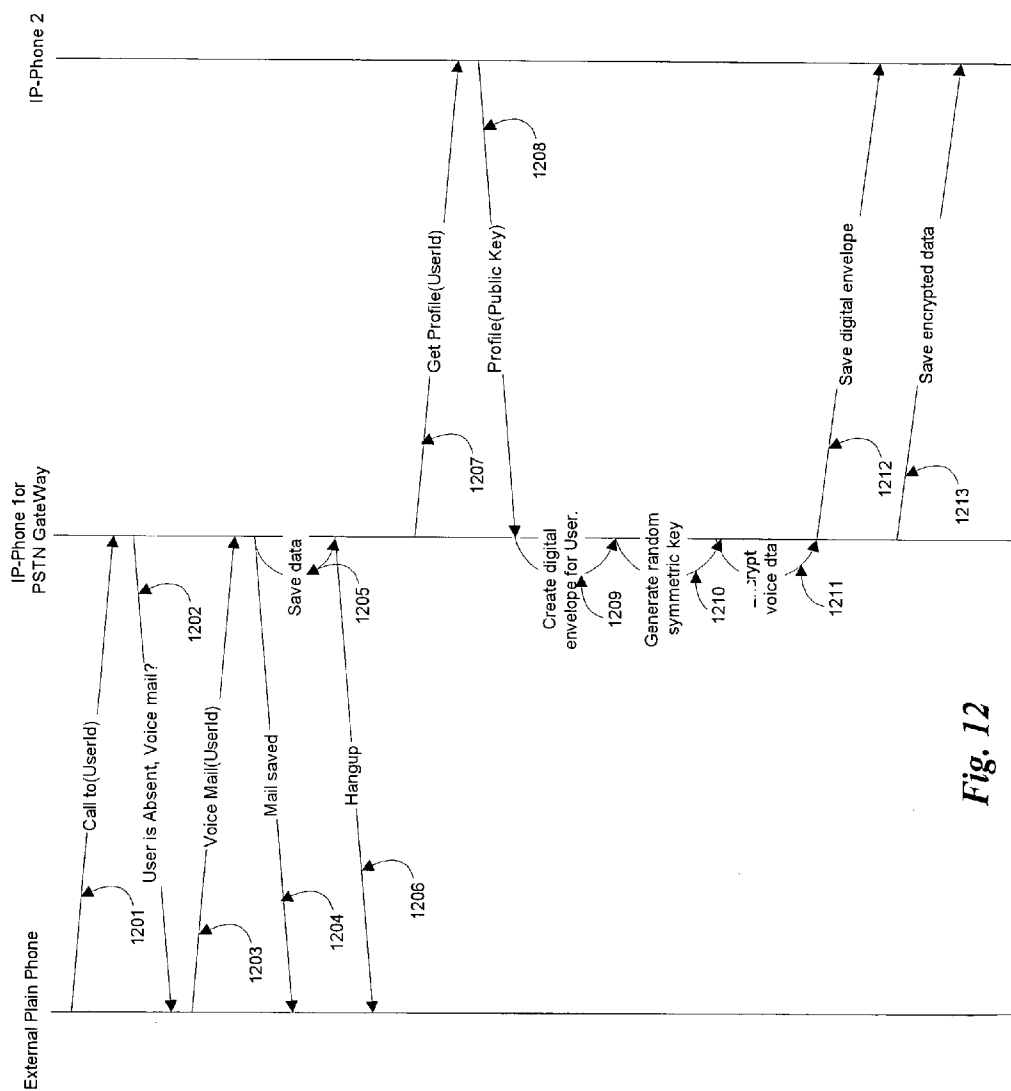 External Plain Phone
IP-Phone 1or
PSTN GateWay
IP-Phone 2
Call to(UserId)
1201
1202
User is Absent, Voice mail?
Voice Mail(UserId)
1203
Mail saved
1204
Save data
1205
Hangup
1206
Get Profile(UserId)
1207
Profile(Public Key)
1208
Create digital
envelope for User.
1209
Generate random
symmetric key
1210
voice dta
1211
Save digital envelope
1212
Save encrypted data
1213
Fig. 12